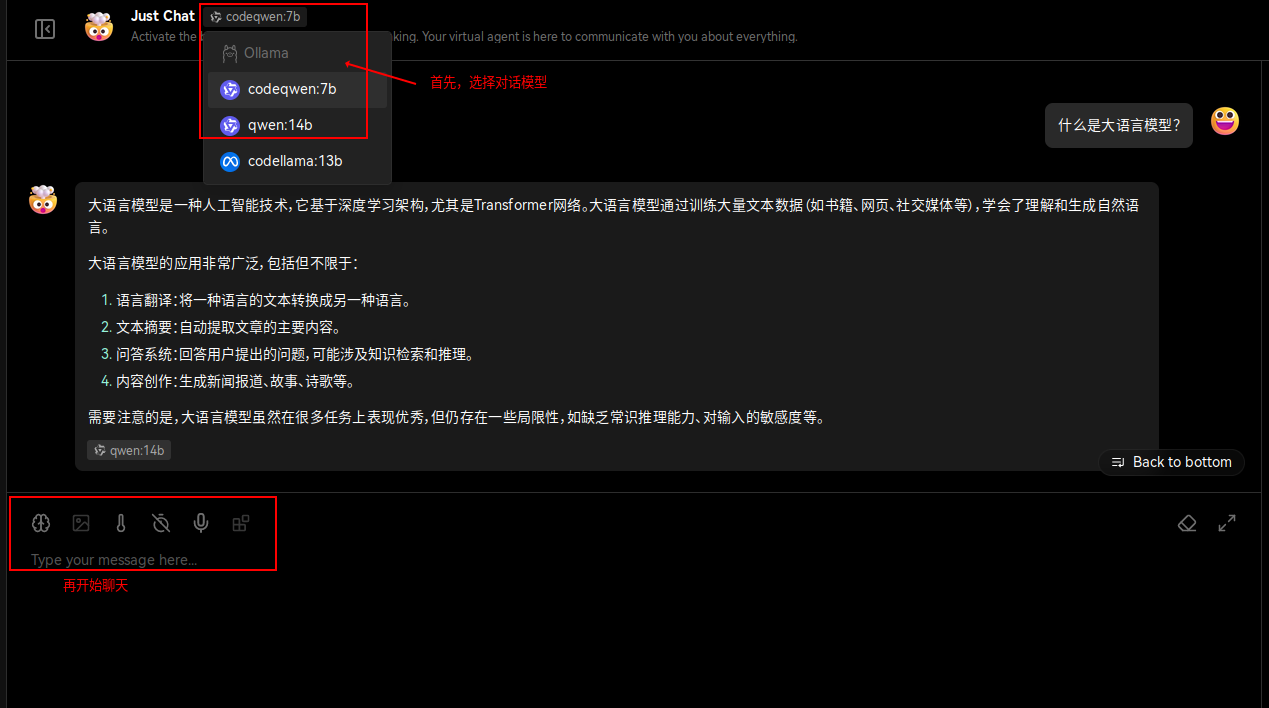 Just Chat codeqwen:7b
Activate the
king. Your virtual agent is here to communicate with you about everything.
Ollama
codeqwen:7b
qwen:14b
codellama:13b
首先，选择对话模型
什么是大语言模型？
大语言模型是一种人工智能技术，它基于深度学习架构，尤其是Transformer网络。大语言模型通过训练大量文本数据（如书籍、网页、社交媒体等），学会了理解和生成自然语
言。
大语言模型的应用非常广泛，包括但不限于：
1. 语言翻译：将一种语言的文本转换成另一种语言。
2. 文本摘要：自动提取文章的主要内容。
3. 问答系统：回答用户提出的问题，可能涉及知识检索和推理。
4. 内容创作：生成新闻报道、故事、诗歌等。
需要注意的是，大语言模型虽然在很多任务上表现优秀，但仍存在一些局限性，如缺乏常识推理能力、对输入的敏感度等。
qwen:14b
Back to bottom
Type your message here...
再开始聊天